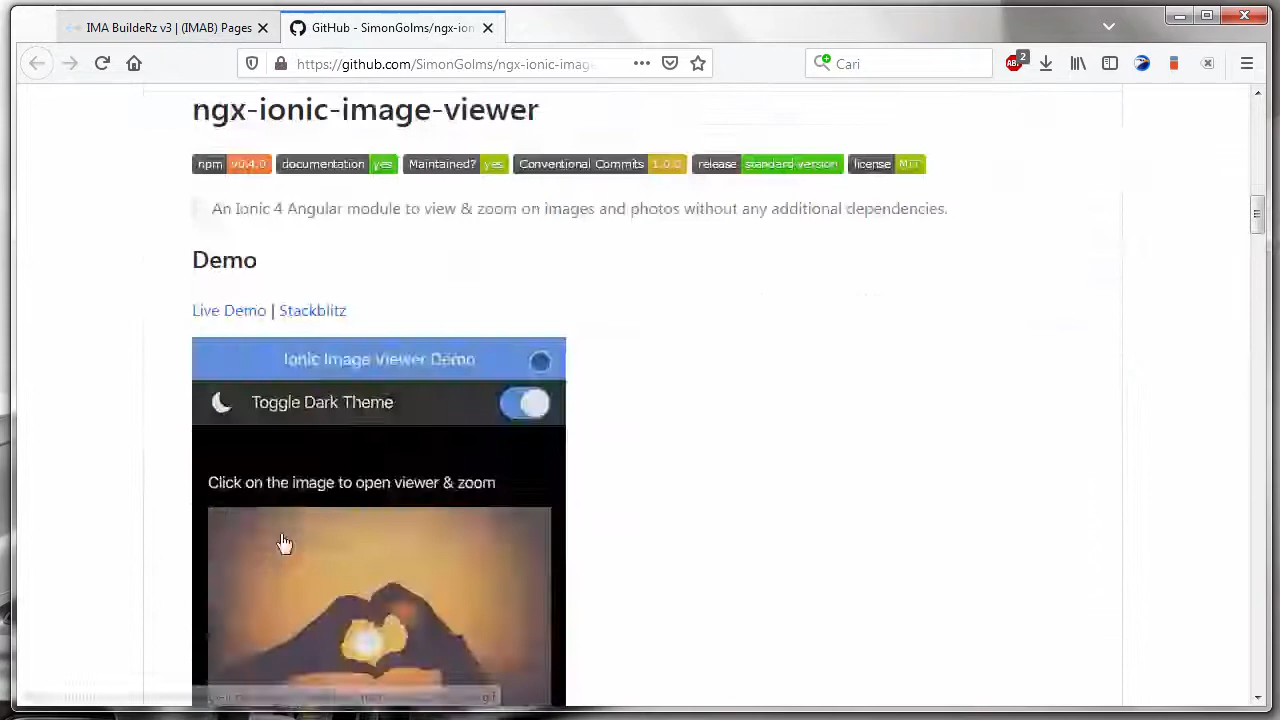 IMA BuildeRz v3 | (IMAB) Pages
GitHub - SimonGolms/ngx-ion
https://github.com/SimonGolms/ngx-ionic-image-
Cari
ABP
2
ngx-ionic-image-viewer
npm v0.4.0 documentation yes Maintained? yes Conventional Commits 1.0.0 release standard version license MIT
An Ionic 4 Angular module to view & zoom on images and photos without any additional dependencies.
Demo
Live Demo | Stackblitz
Ionic Image Viewer Demo
Toggle Dark Theme
Click on the image to open viewer & zoom